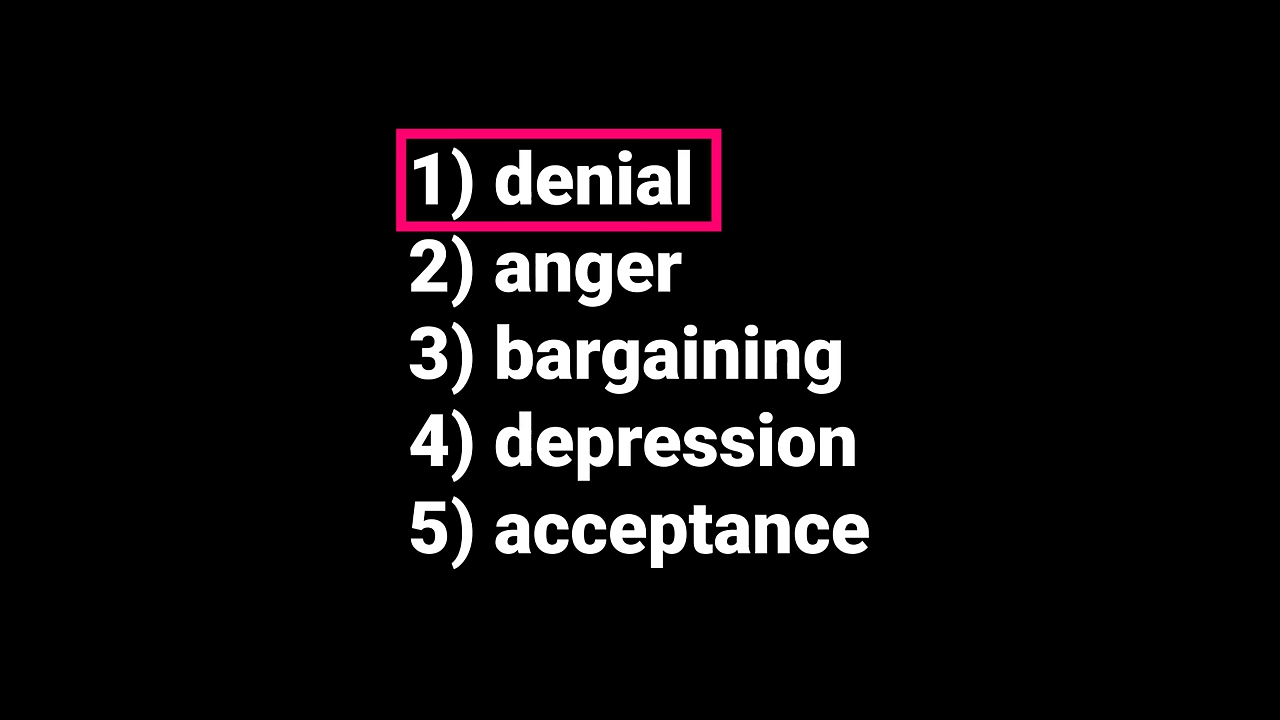 1) denial
2) anger
3) bargaining
4) depression
5) acceptance